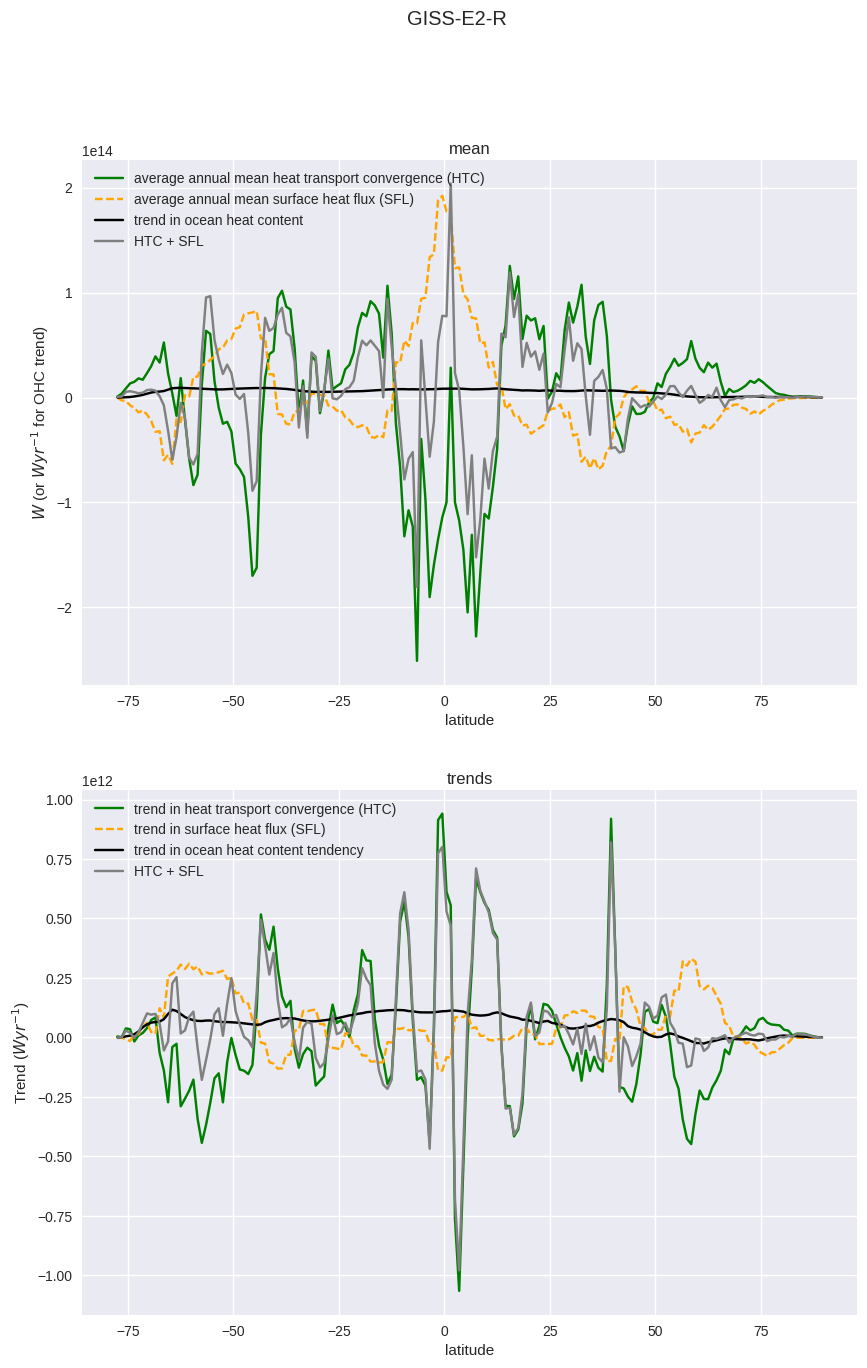 GISS-E2-R
mean
1e14
average annual mean heat transport convergence (HTC)
average annual mean surface heat flux (SFL)
trend in ocean heat content
HTC + SFL
2
1
0
−1
−2
W (or Wyr⁻¹ for OHC trend)
−75 −50 −25 0 25 50 75
latitude
trends
1e12
trend in heat transport convergence (HTC)
trend in surface heat flux (SFL)
trend in ocean heat content tendency
HTC + SFL
1.00
0.75
0.50
0.25
0.00
−0.25
−0.50
−0.75
−1.00
Trend (Wyr⁻¹)
−75 −50 −25 0 25 50 75
latitude